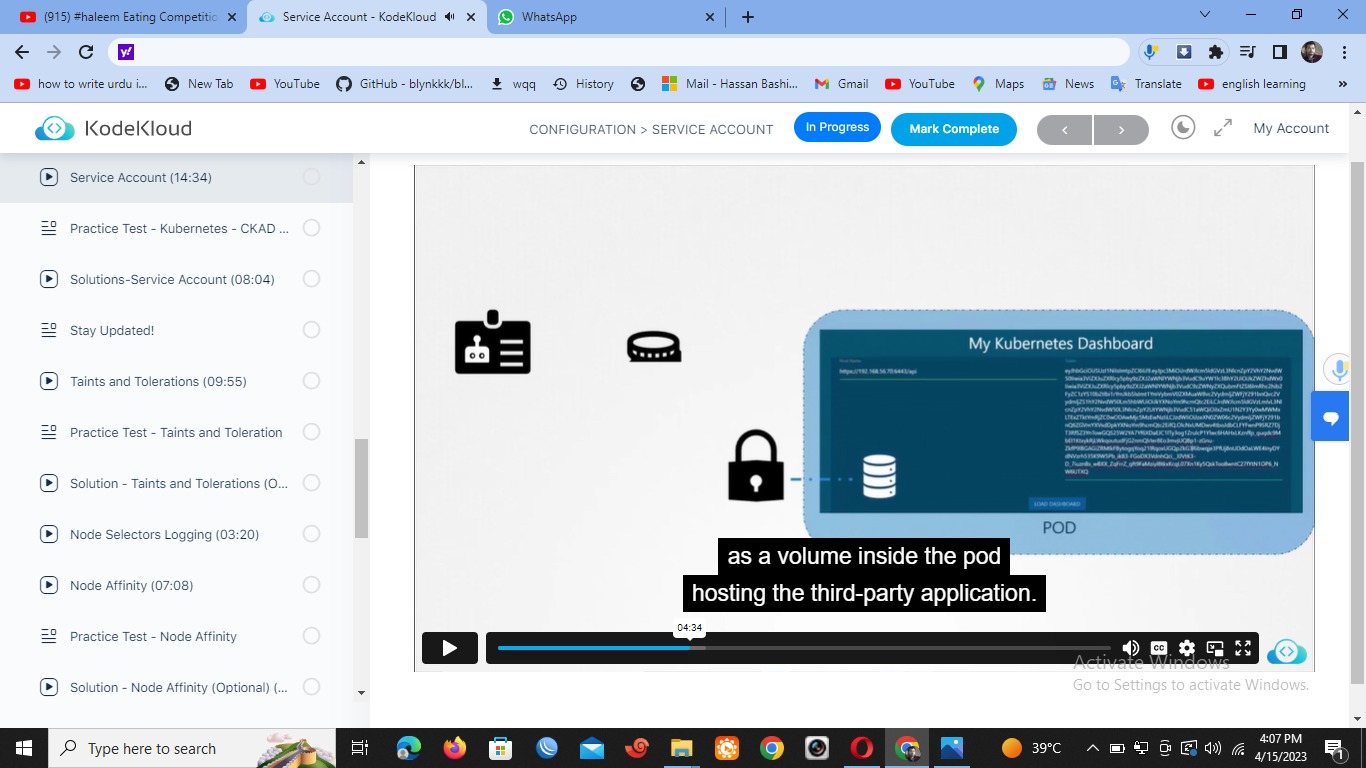 (915) #haleem Eating Competitio
Service Account - KodeKloud
WhatsApp
how to write urdu i...
New Tab
YouTube
GitHub - blynkkk/bl...
wqq
History
Mail - Hassan Bashi...
Gmail
YouTube
Maps
News
Translate
english learning
KodeKloud
CONFIGURATION > SERVICE ACCOUNT
In Progress
Mark Complete
My Account
Service Account (14:34)
Practice Test - Kubernetes - CKAD ...
Solutions-Service Account (08:04)
Stay Updated!
Taints and Tolerations (09:55)
Practice Test - Taints and Toleration
Solution - Taints and Tolerations (O...
Node Selectors Logging (03:20)
Node Affinity (07:08)
Practice Test - Node Affinity
Solution - Node Affinity (Optional) (...
My Kubernetes Dashboard
https://192.168.56.70:6443/api
LOAD DASHBOARD
POD
as a volume inside the pod
hosting the third-party application.
04:34
CC
Activate Windows
Go to Settings to activate Windows.
Type here to search
39°C
4:07 PM
4/15/2023
1